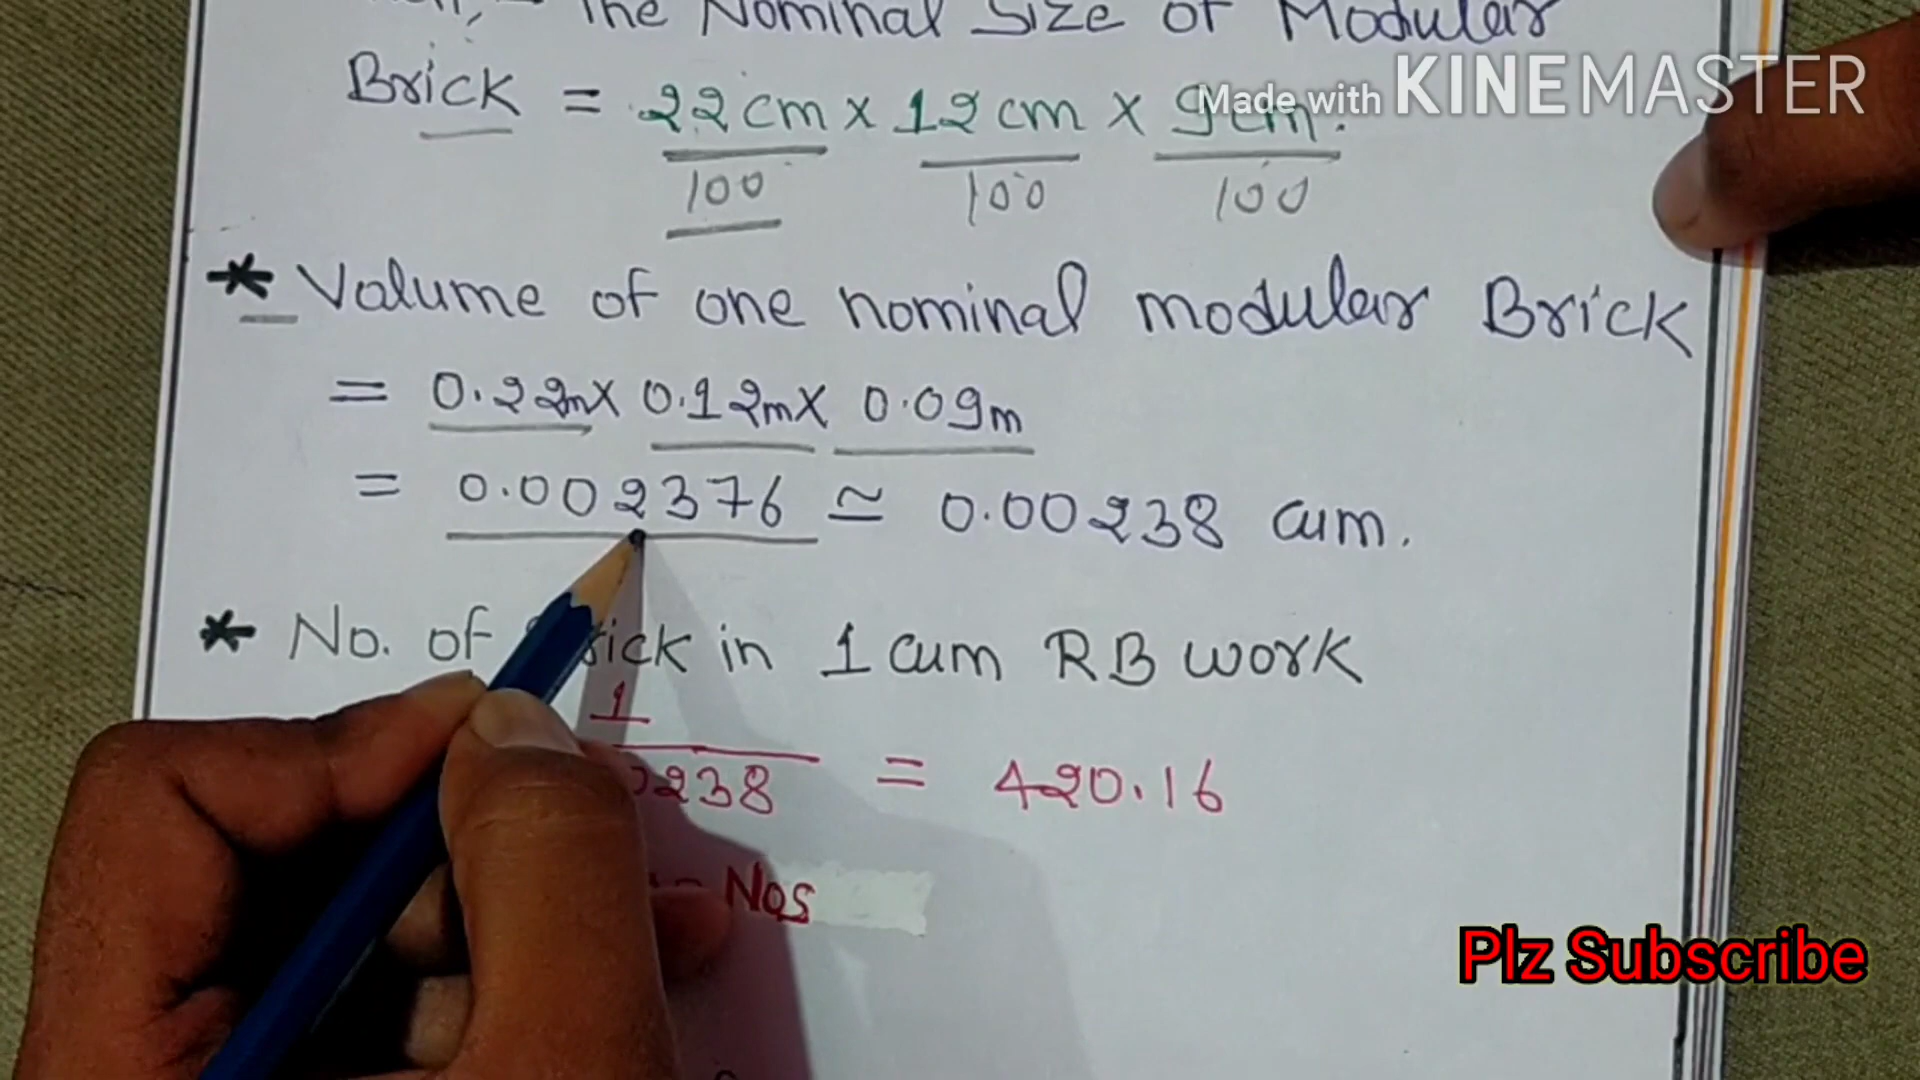 The Nominal Size of Modular
Brick = 22 cm x 12 cm x 9 cm.
100 100 100
Made with KINEMASTER
* Volume of one nominal modular Brick
= 0.22m x 0.12m x 0.09m
= 0.002376 ≃ 0.00238 cum.
* No. of in 1 cum RB work
1
238 = 420.16
Nos
Plz Subscribe